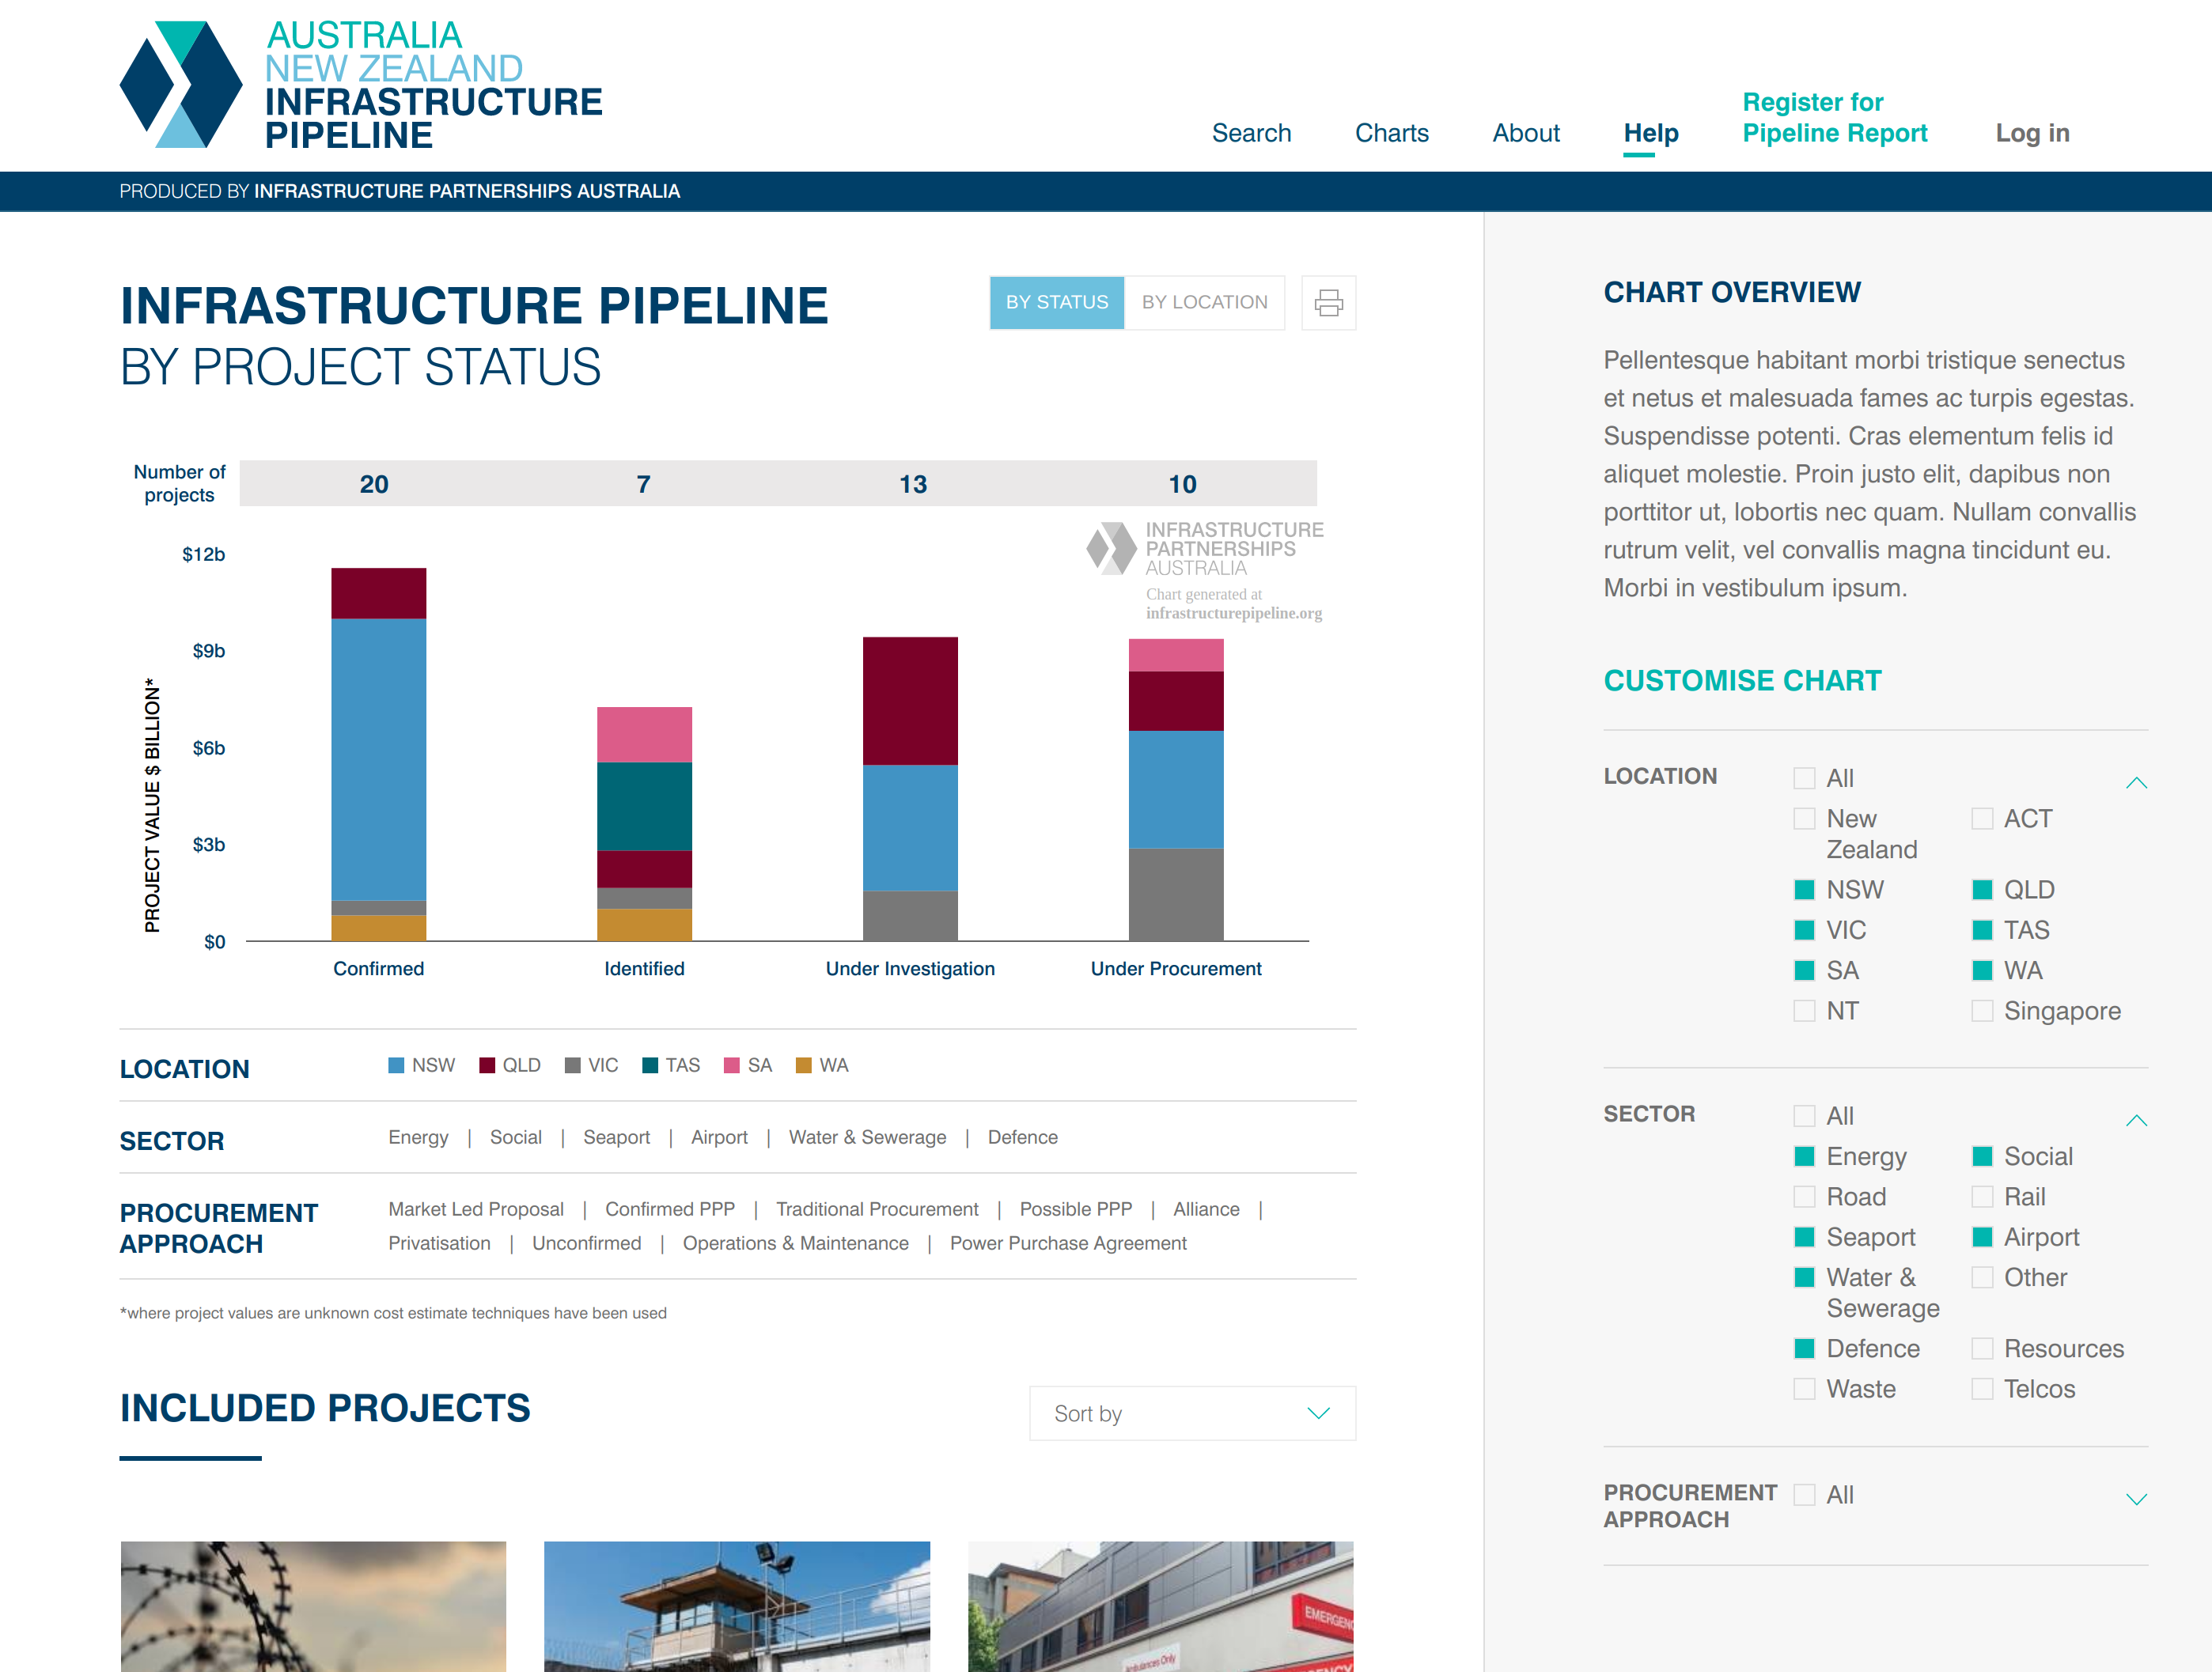 AUSTRALIA
NEW ZEALAND
INFRASTRUCTURE
PIPELINE
Search
Charts
About
Help
Register for
Pipeline Report
Log in
PRODUCED BY INFRASTRUCTURE PARTNERSHIPS AUSTRALIA
INFRASTRUCTURE PIPELINE
BY PROJECT STATUS
BY STATUS
BY LOCATION
Number of
projects
20
7
13
10
INFRASTRUCTURE
PARTNERSHIPS
AUSTRALIA
Chart generated at
infrastructurepipeline.org
PROJECT VALUE $ BILLION*
$12b
$9b
$6b
$3b
$0
Confirmed
Identified
Under Investigation
Under Procurement
LOCATION
NSW
QLD
VIC
TAS
SA
WA
SECTOR
Energy | Social | Seaport | Airport | Water & Sewerage | Defence
PROCUREMENT
APPROACH
Market Led Proposal | Confirmed PPP | Traditional Procurement | Possible PPP | Alliance |
Privatisation | Unconfirmed | Operations & Maintenance | Power Purchase Agreement
*where project values are unknown cost estimate techniques have been used
INCLUDED PROJECTS
Sort by
Ambulances Only
CHART OVERVIEW
Pellentesque habitant morbi tristique senectus
et netus et malesuada fames ac turpis egestas.
Suspendisse potenti. Cras elementum felis id
aliquet molestie. Proin justo elit, dapibus non
porttitor ut, lobortis nec quam. Nullam convallis
rutrum velit, vel convallis magna tincidunt eu.
Morbi in vestibulum ipsum.
CUSTOMISE CHART
LOCATION
All
New
Zealand
ACT
NSW
QLD
VIC
TAS
SA
WA
NT
Singapore
SECTOR
All
Energy
Social
Road
Rail
Seaport
Airport
Water &
Sewerage
Other
Defence
Resources
Waste
Telcos
PROCUREMENT
APPROACH
All